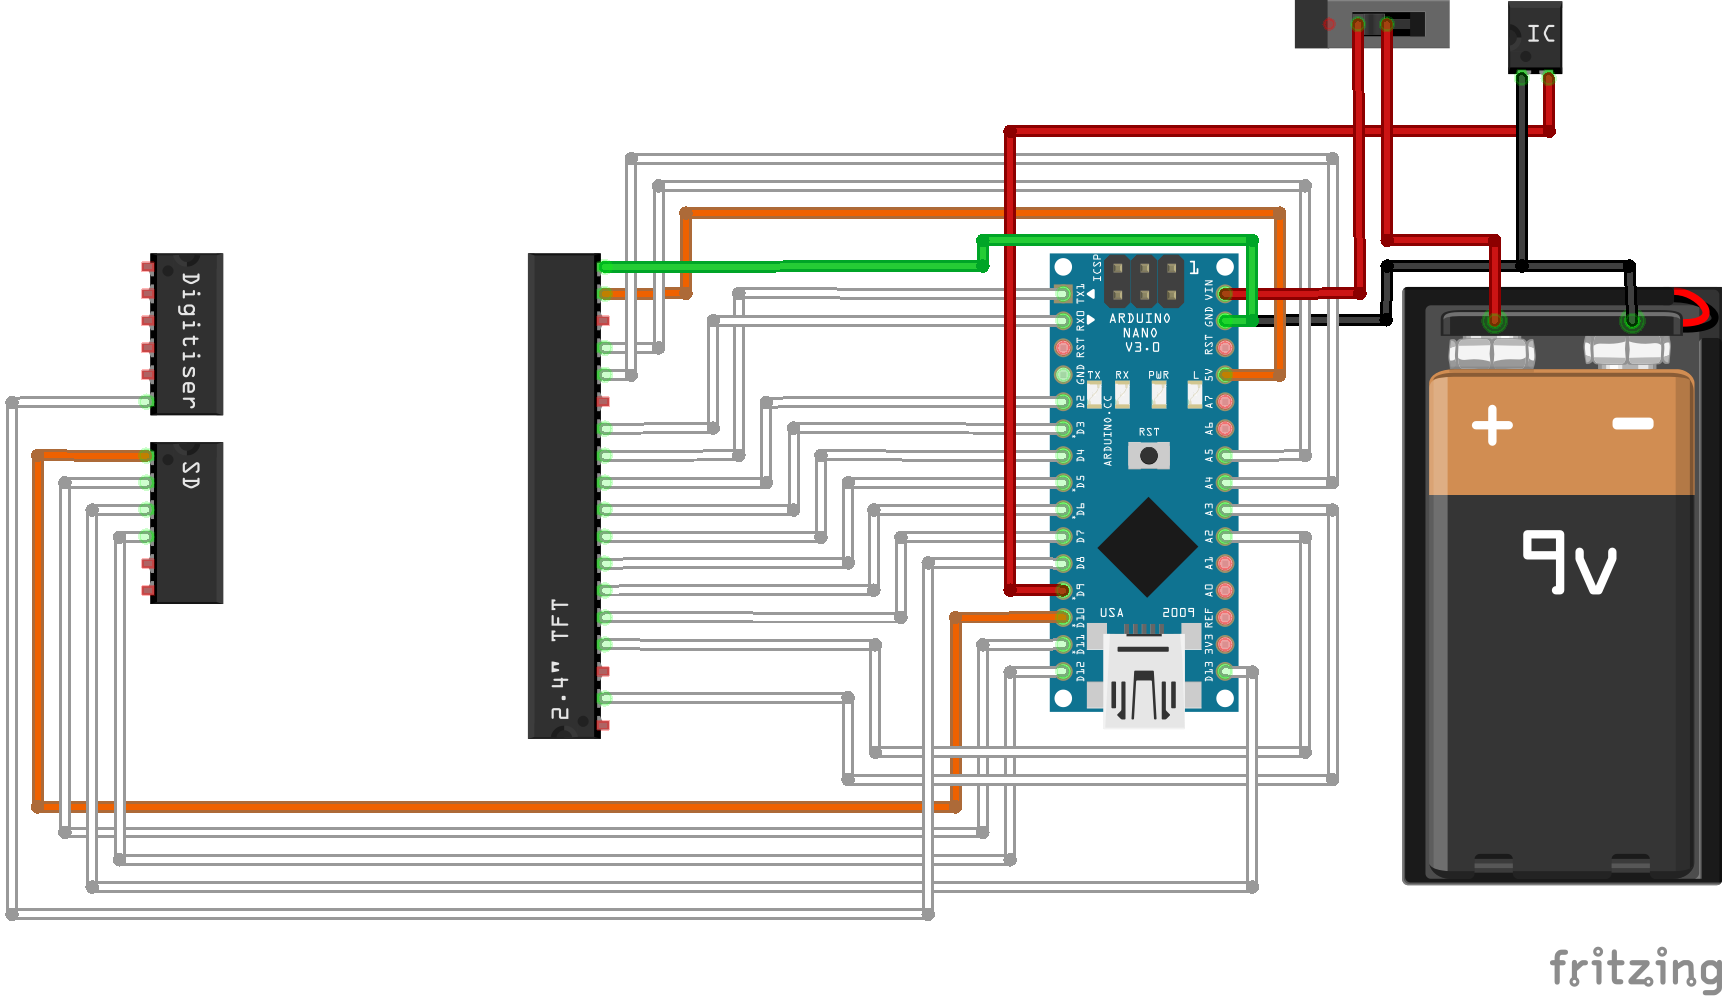 IC
Digitiser
SD
2.4" TFT
ICSP
1
ARDUINO
NANO
V3.0
TX1
RX0
RST
GND
D2
D3
D4
D5
D6
D7
D8
D9
D10
D11
D12
VIN
GND
RST
5V
A7
A6
A5
A4
A3
A2
A1
A0
REF
3V3
D13
TX
RX
PWR
L
ARDUINO.CC
RST
USA
2009
+ −
9v
fritzing